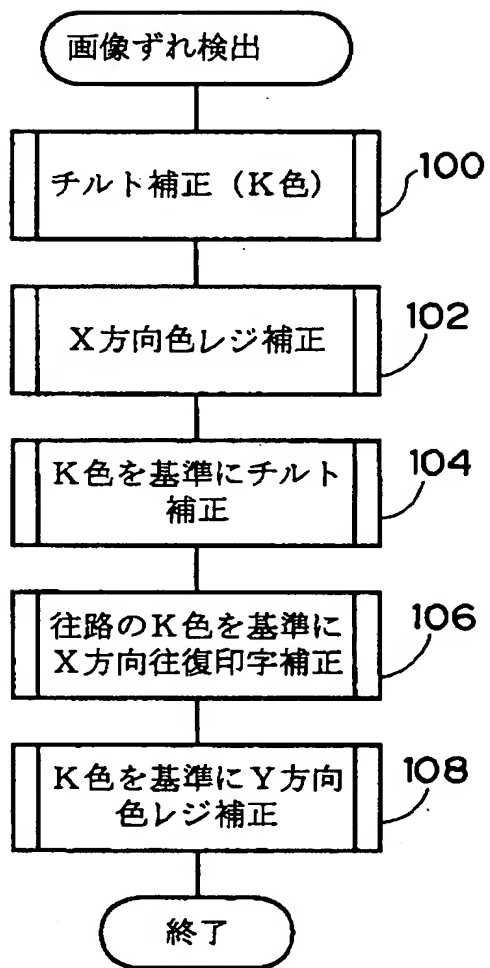 画像ずれ検出
チルト補正（K色）
100
X方向色レジ補正
102
K色を基準にチルト
補正
104
往路のK色を基準に
X方向往復印字補正
106
K色を基準にY方向
色レジ補正
108
終了